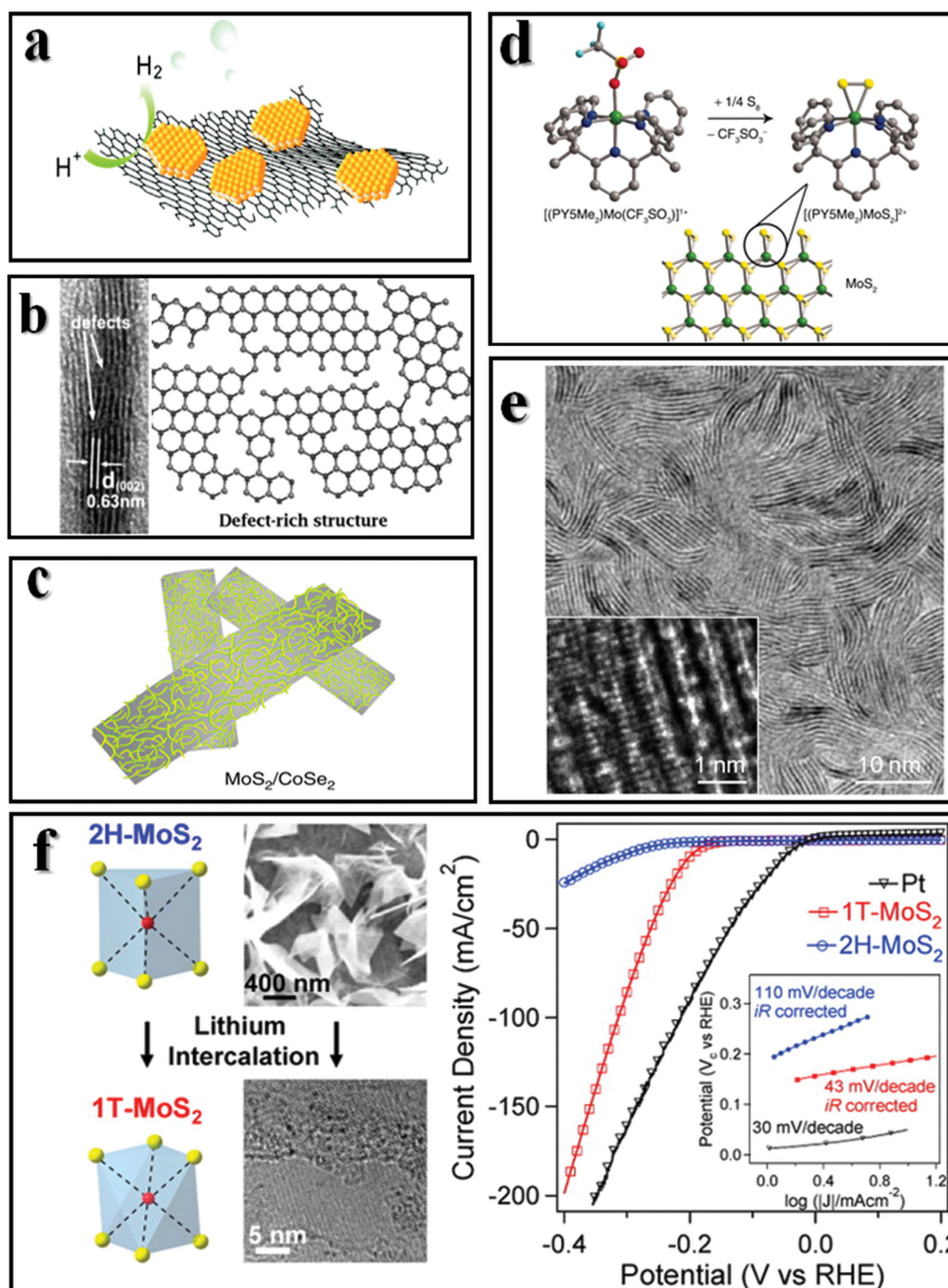 a
H₂
H⁺
b
defects
d(002)
0.63nm
Defect-rich structure
c
MoS₂/CoSe₂
d
+ 1/4 S₈
− CF₃SO₃⁻
[(PY5Me₂)Mo(CF₃SO₃)]¹⁺
[(PY5Me₂)MoS₂]²⁺
MoS₂
e
1 nm
10 nm
f
2H-MoS₂
400 nm
Lithium
Intercalation
1T-MoS₂
5 nm
Current Density (mA/cm²)
0
-50
-100
-150
-200
-0.4
-0.2
0.0
0.2
Potential (V vs RHE)
Pt
1T-MoS₂
2H-MoS₂
Potential (V_c vs RHE)
0.3
0.2
0.1
0.0
110 mV/decade
iR corrected
43 mV/decade
iR corrected
30 mV/decade
0.0
0.4
0.8
1.2
log (|J|/mAcm⁻²)